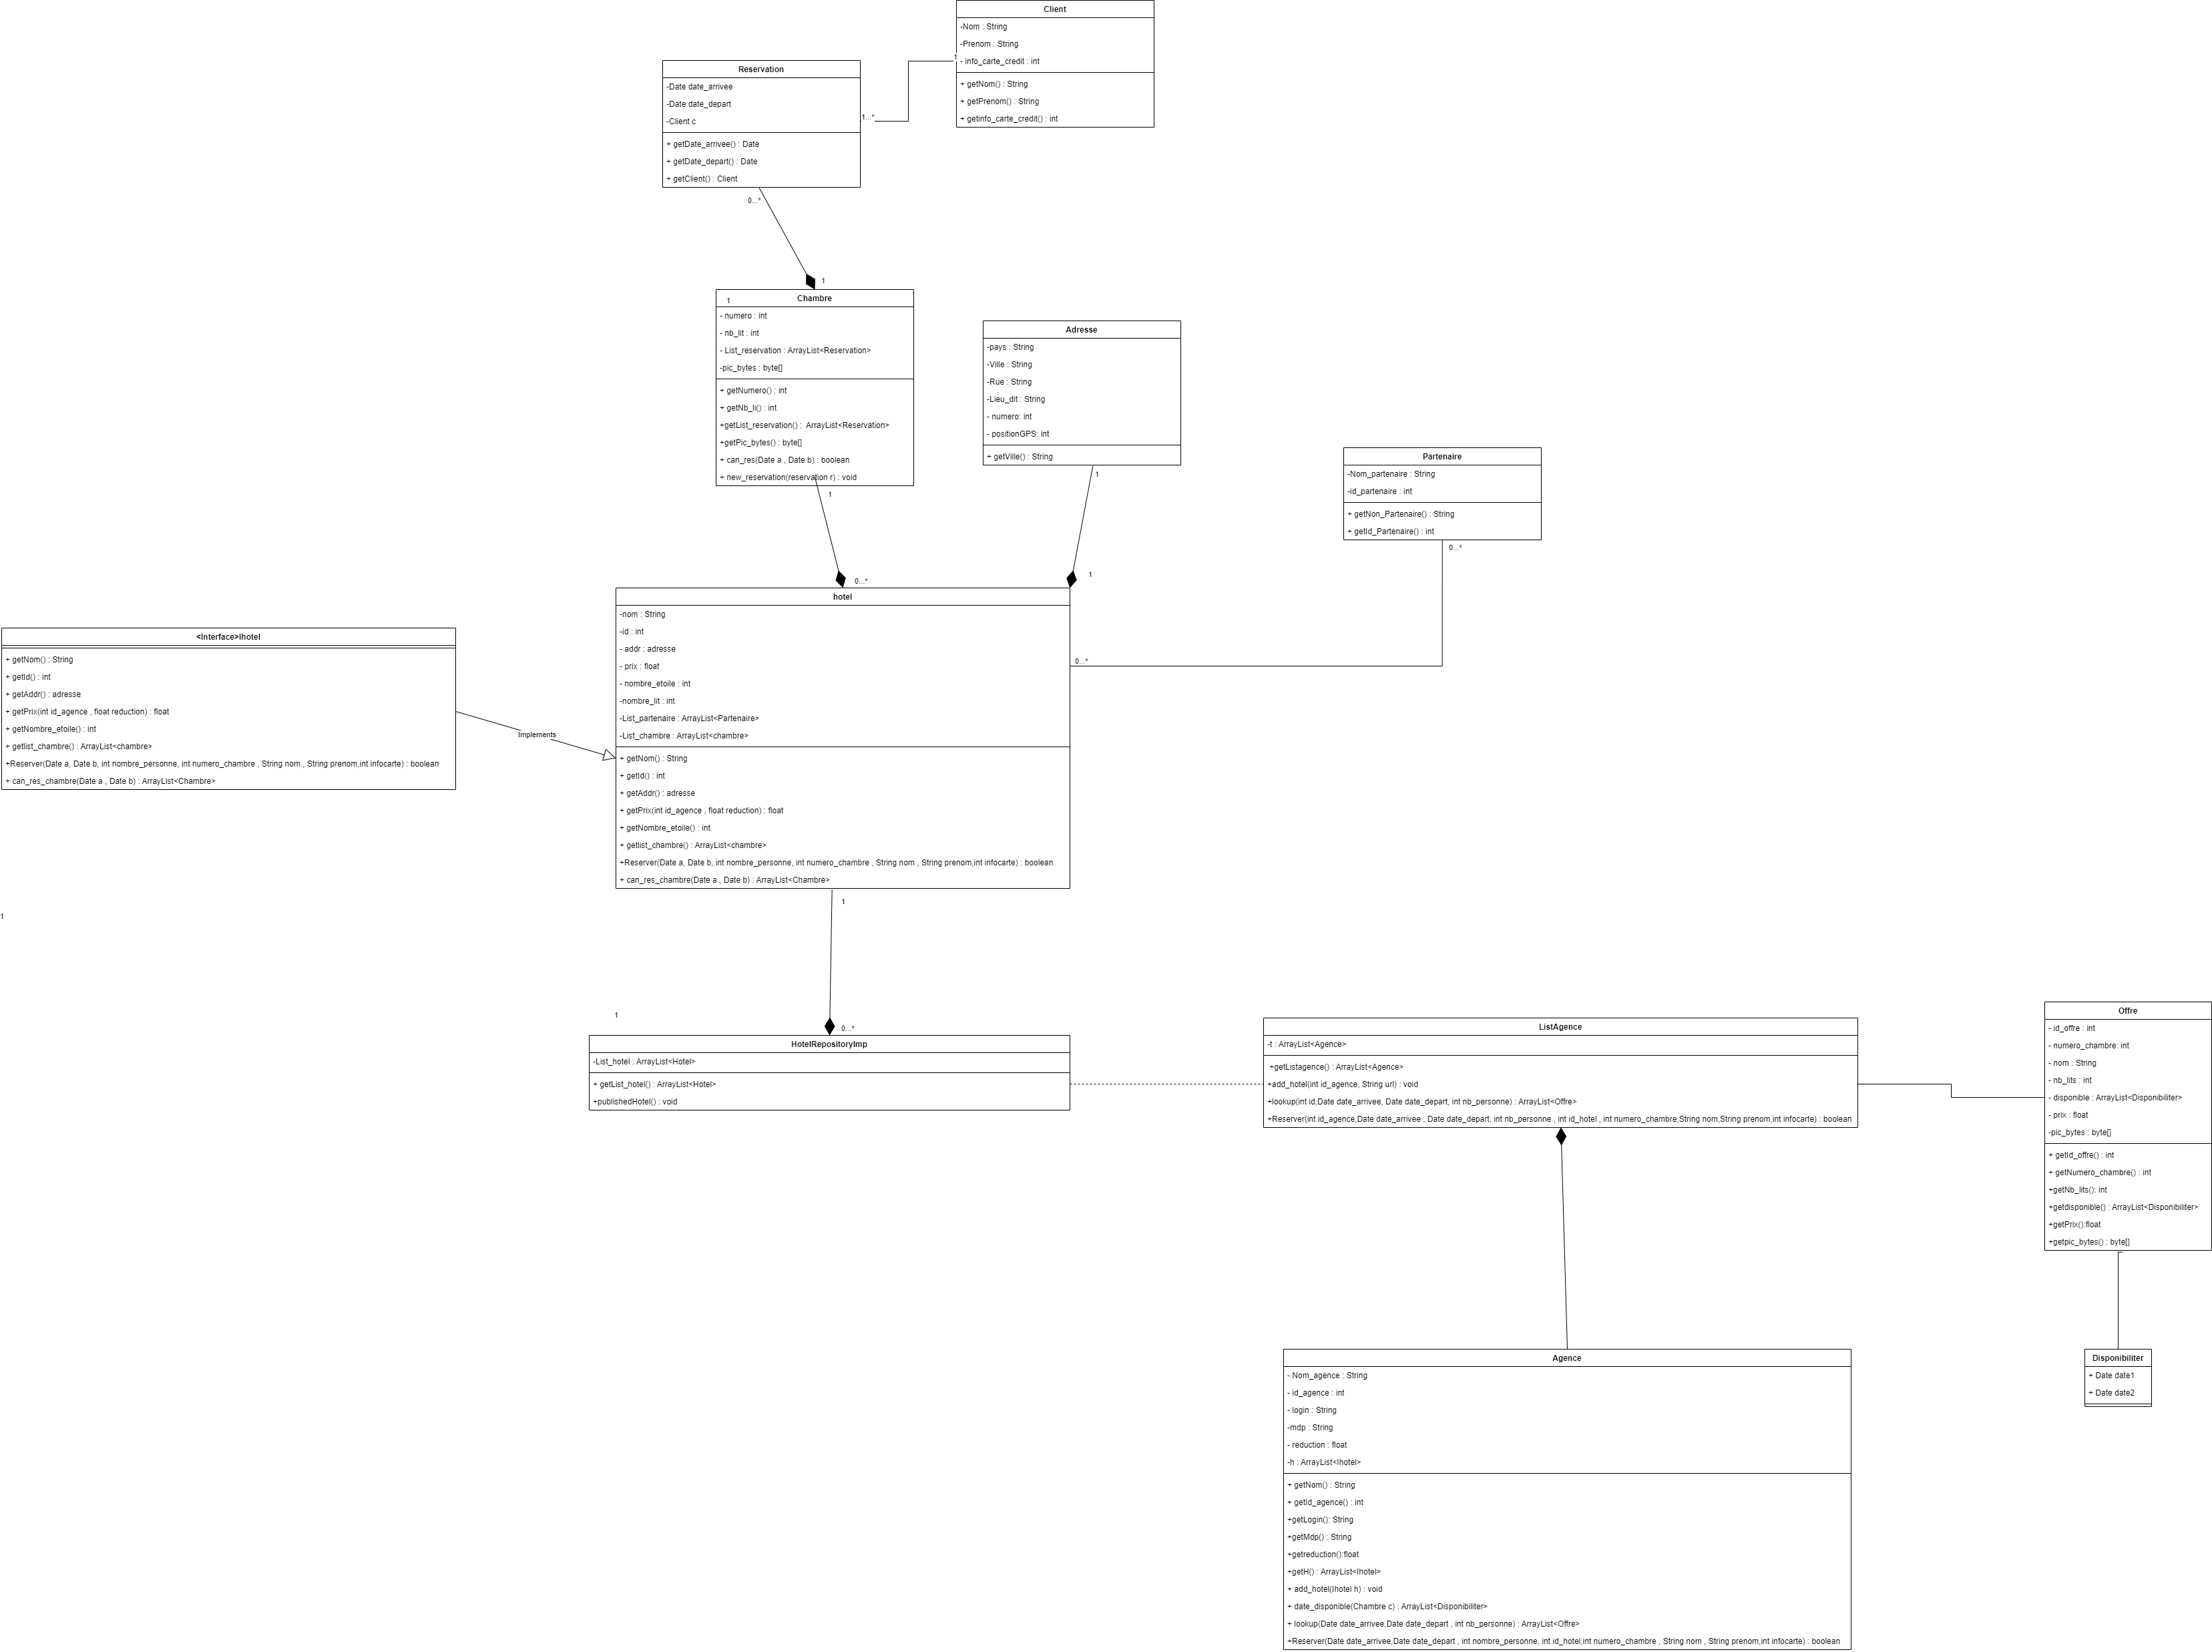 Client
-Nom : String
-Prenom : String
- info_carte_credit : int
+ getNom() : String
+ getPrenom() : String
+ getinfo_carte_credit() : int
1
Reservation
-Date date_arrivee
-Date date_depart
-Client c
+ getDate_arrivee() : Date
+ getDate_depart() : Date
+ getClient() : Client
1...*
0...*
1
Chambre
1
- numero : int
- nb_lit : int
- List_reservation : ArrayList<Reservation>
-pic_bytes : byte[]
+ getNumero() : int
+ getNb_li() : int
+getList_reservation() : ArrayList<Reservation>
+getPic_bytes() : byte[]
+ can_res(Date a , Date b) : boolean
+ new_reservation(reservation r) : void
1
0...*
Adresse
-pays : String
-Ville : String
-Rue : String
-Lieu_dit : String
- numero: int
- positionGPS: int
+ getVille() : String
1
1
Partenaire
-Nom_partenaire : String
-id_partenaire : int
+ getNon_Partenaire() : String
+ getId_Partenaire() : int
0...*
0...*
<Interface>Ihotel
+ getNom() : String
+ getId() : int
+ getAddr() : adresse
+ getPrix(int id_agence , float reduction) : float
+ getNombre_etoile() : int
+ getlist_chambre() : ArrayList<chambre>
+Reserver(Date a, Date b, int nombre_personne, int numero_chambre , String nom , String prenom,int infocarte) : boolean
+ can_res_chambre(Date a , Date b) : ArrayList<Chambre>
Implements
hotel
-nom : String
-id : int
- addr : adresse
- prix : float
- nombre_etoile : int
-nombre_lit : int
-List_partenaire : ArrayList<Partenaire>
-List_chambre : ArrayList<chambre>
+ getNom() : String
+ getId() : int
+ getAddr() : adresse
+ getPrix(int id_agence , float reduction) : float
+ getNombre_etoile() : int
+ getlist_chambre() : ArrayList<chambre>
+Reserver(Date a, Date b, int nombre_personne, int numero_chambre , String nom , String prenom,int infocarte) : boolean
+ can_res_chambre(Date a , Date b) : ArrayList<Chambre>
1
1
1
0...*
HotelRepositoryImp
-List_hotel : ArrayList<Hotel>
+ getList_hotel() : ArrayList<Hotel>
+publishedHotel() : void
ListAgence
-t : ArrayList<Agence>
+getListagence() : ArrayList<Agence>
+add_hotel(int id_agence, String url) : void
+lookup(int id,Date date_arrivee, Date date_depart, int nb_personne) : ArrayList<Offre>
+Reserver(int id_agence,Date date_arrivee , Date date_depart, int nb_personne , int id_hotel , int numero_chambre,String nom,String prenom,int infocarte) : boolean
Offre
- id_offre : int
- numero_chambre: int
- nom : String
- nb_lits : int
- disponible : ArrayList<Disponibiliter>
- prix : float
-pic_bytes : byte[]
+ getId_offre() : int
+ getNumero_chambre() : int
+getNb_lits(): int
+getdisponible() : ArrayList<Disponibiliter>
+getPrix():float
+getpic_bytes() : byte[]
Disponibiliter
+ Date date1
+ Date date2
Agence
- Nom_agence : String
- id_agence : int
- login : String
-mdp : String
- reduction : float
-h : ArrayList<Ihotel>
+ getNom() : String
+ getId_agence() : int
+getLogin(): String
+getMdp() : String
+getreduction():float
+getH() : ArrayList<Ihotel>
+ add_hotel(Ihotel h) : void
+ date_disponible(Chambre c) : ArrayList<Disponibiliter>
+ lookup(Date date_arrivee,Date date_depart , int nb_personne) : ArrayList<Offre>
+Reserver(Date date_arrivee,Date date_depart , int nombre_personne, int id_hotel,int numero_chambre , String nom , String prenom,int infocarte) : boolean